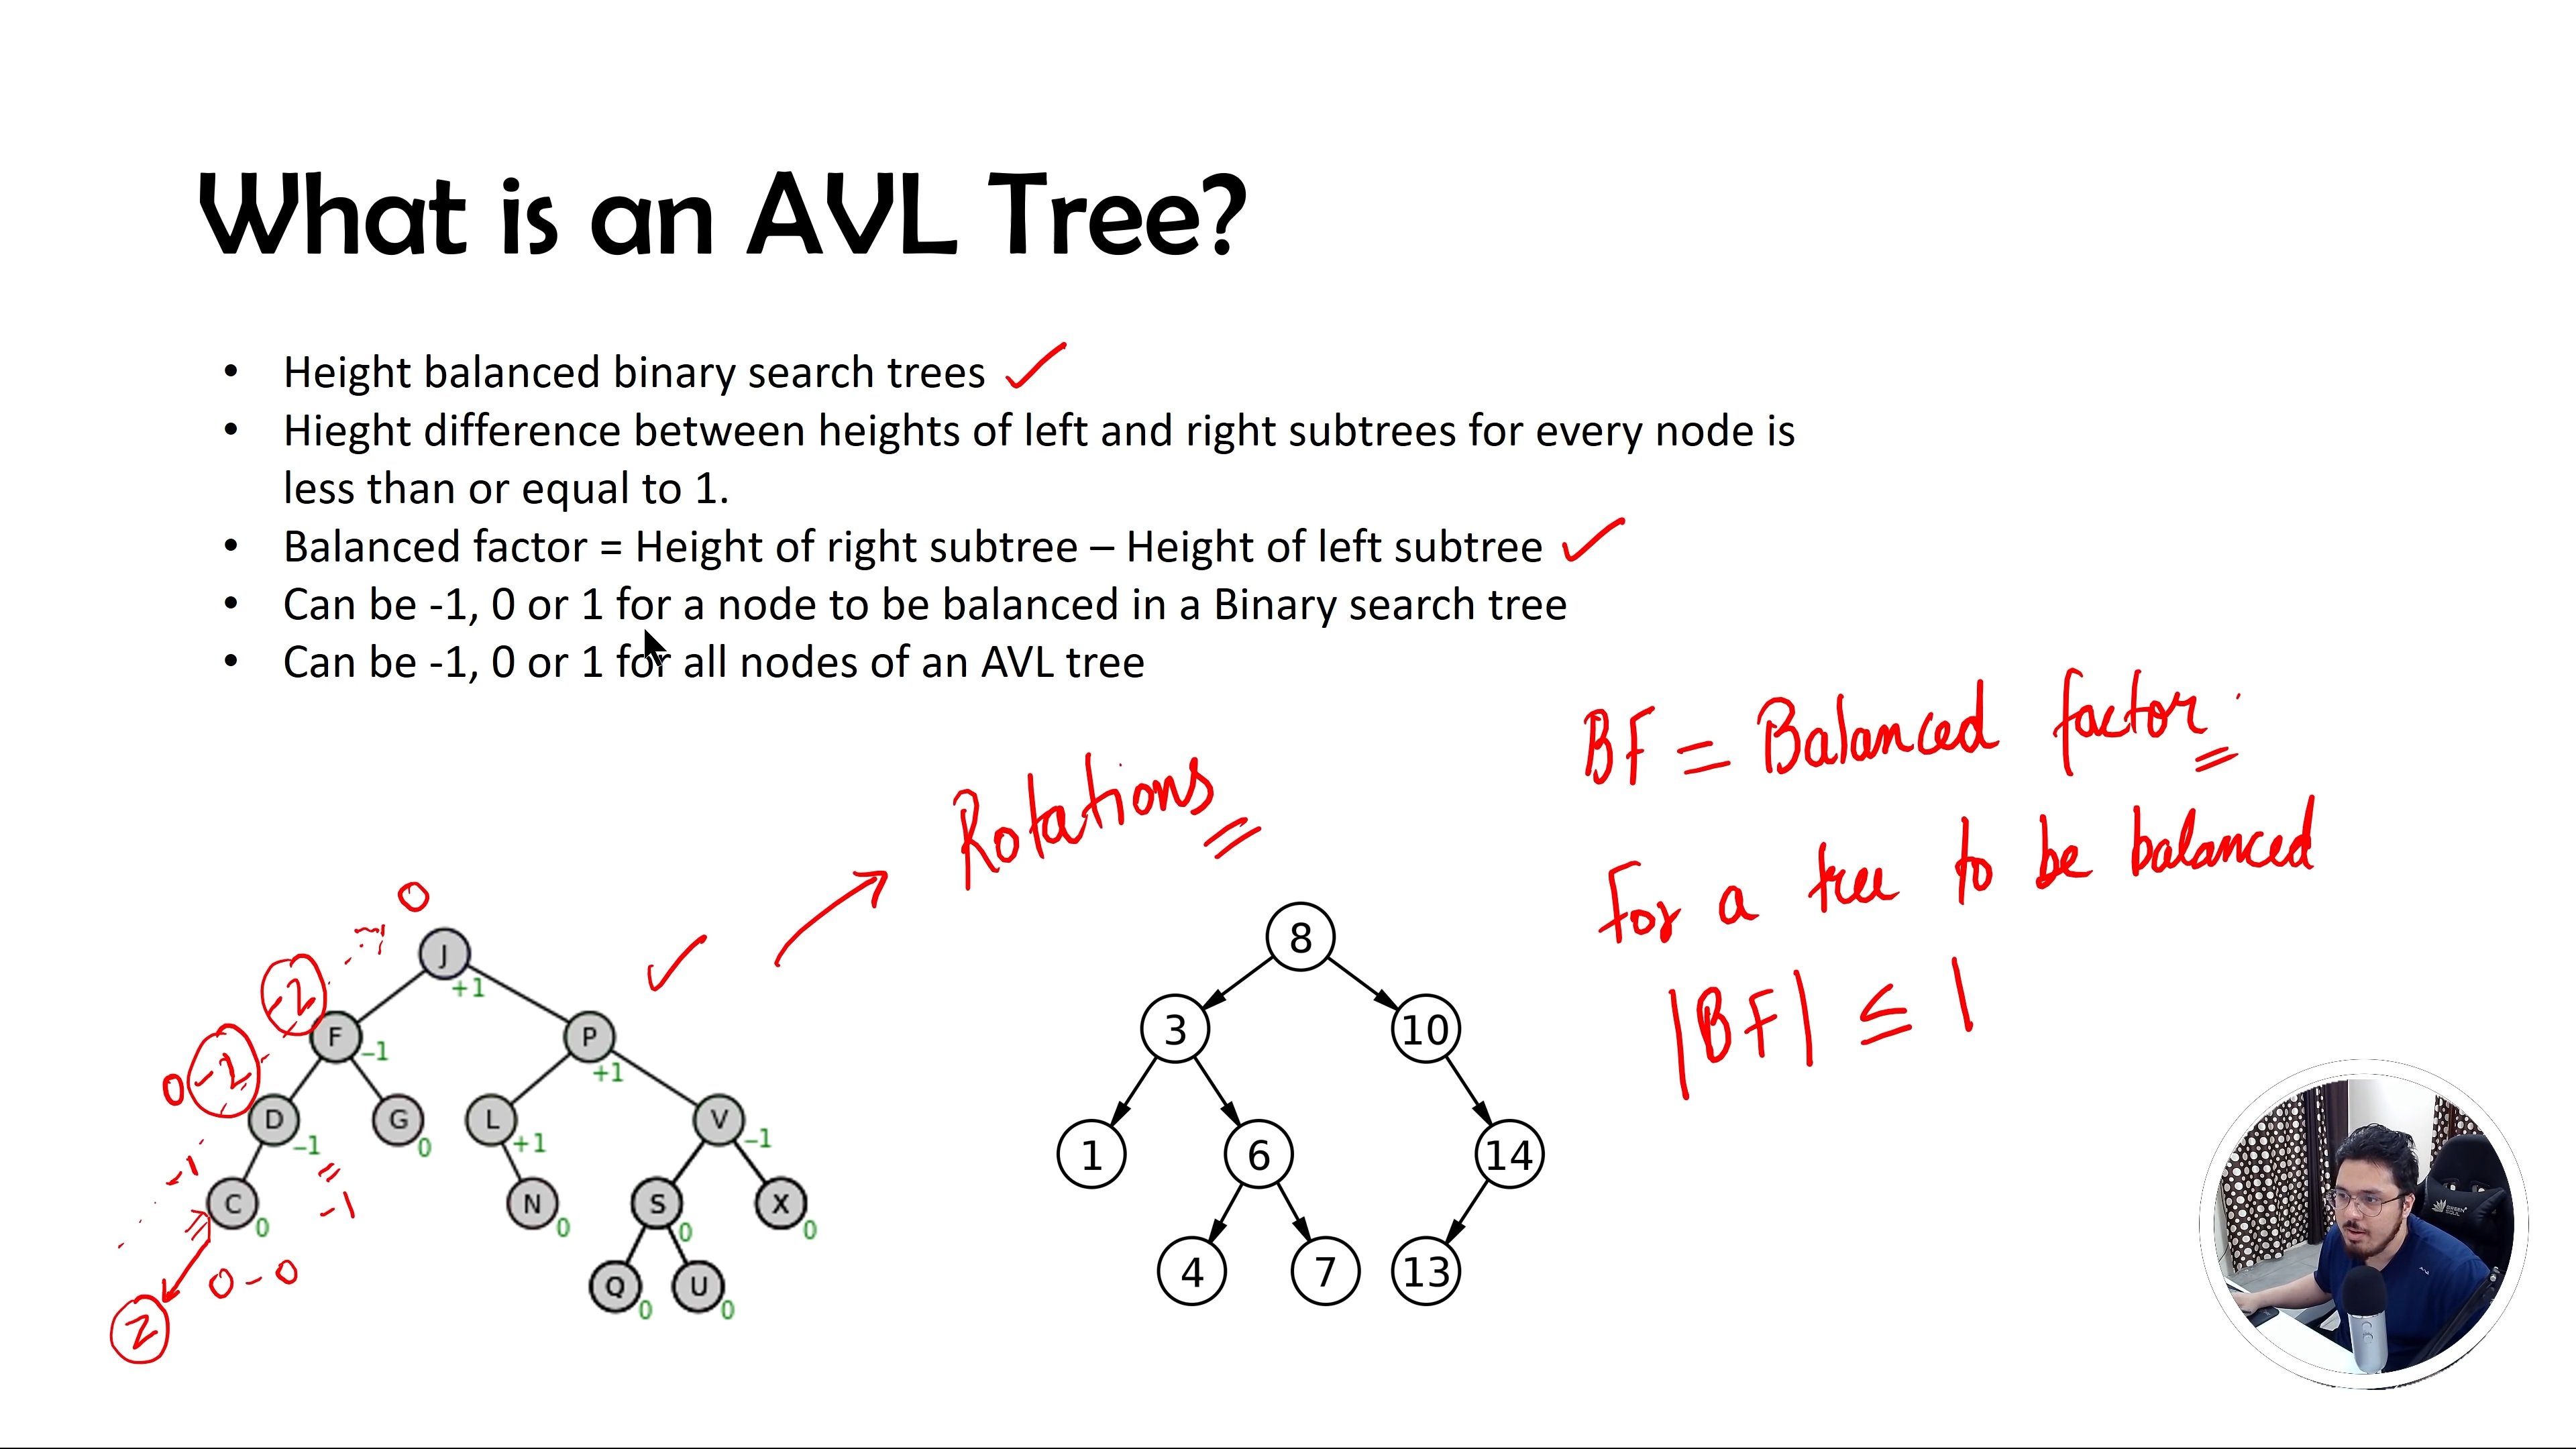 What is an AVL Tree?
• Height balanced binary search trees
• Hieght difference between heights of left and right subtrees for every node is
less than or equal to 1.
• Balanced factor = Height of right subtree – Height of left subtree
• Can be -1, 0 or 1 for a node to be balanced in a Binary search tree
• Can be -1, 0 or 1 for all nodes of an AVL tree
BF = Balanced factor
Rotations
For a tree to be balanced
|BF| ≤ 1
0
J +1
-2
F -1
P +1
0 -2
D -1
G 0
L +1
V -1
-1
= -1
C 0
N 0
S 0
X 0
0-0
Q 0
U 0
Z
8
3 10
1 6 14
4 7 13